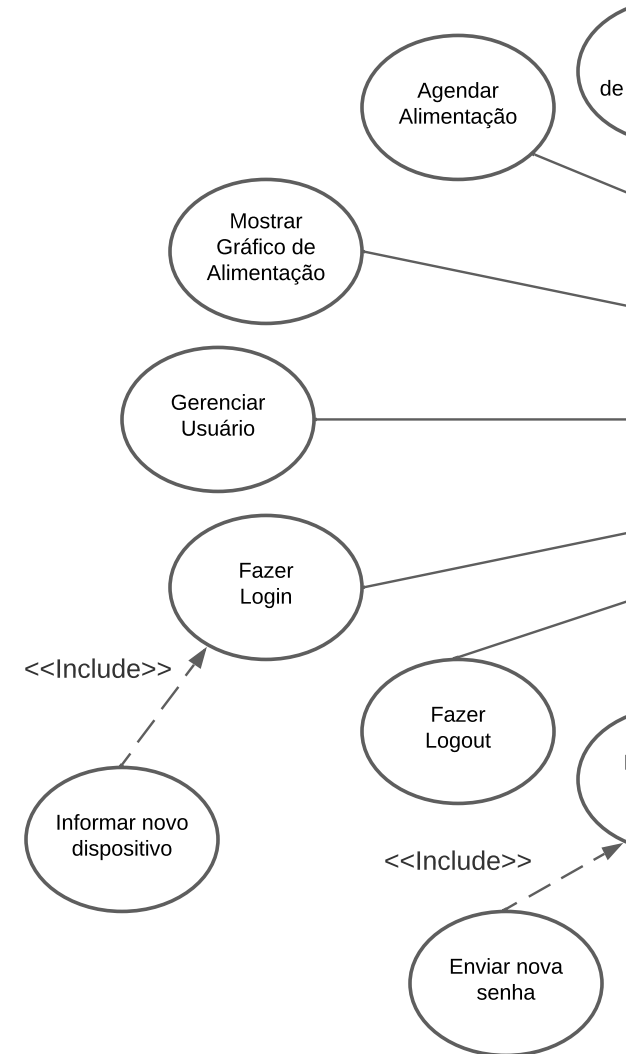 Agendar
Alimentação
de
Mostrar
Gráfico de
Alimentação
Gerenciar
Usuário
Fazer
Login
<<Include>>
Fazer
Logout
Informar novo
dispositivo
<<Include>>
Enviar nova
senha